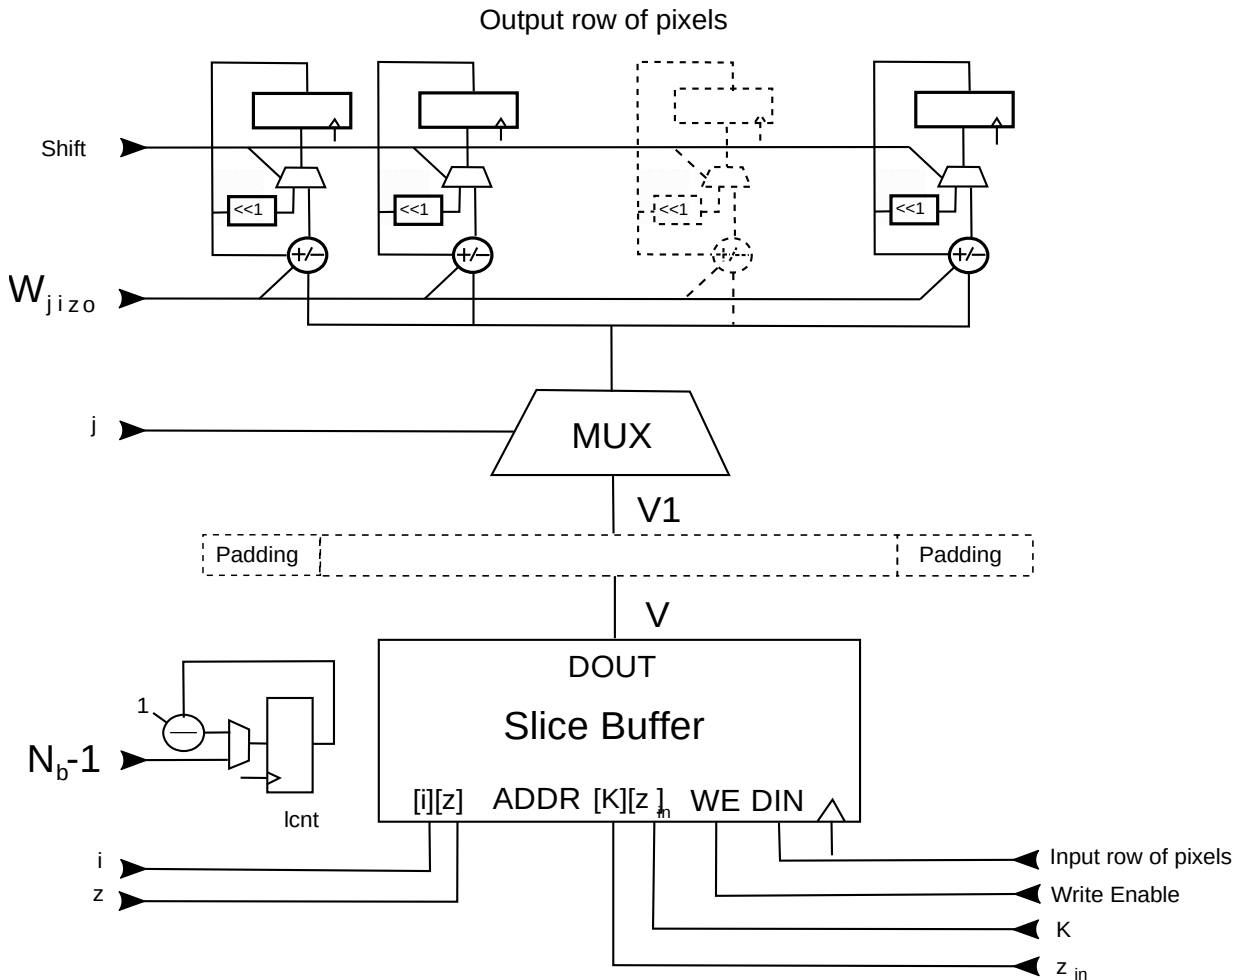 Output row of pixels
Shift
<<1
<<1
<<1
<<1
+/−
+/−
+/−
+/−
W j i z o
j
MUX
V1
Padding
Padding
V
DOUT
Slice Buffer
1
−
N b -1
lcnt
[i][z] ADDR [K][z in ] WE DIN
i
z
Input row of pixels
Write Enable
K
z in